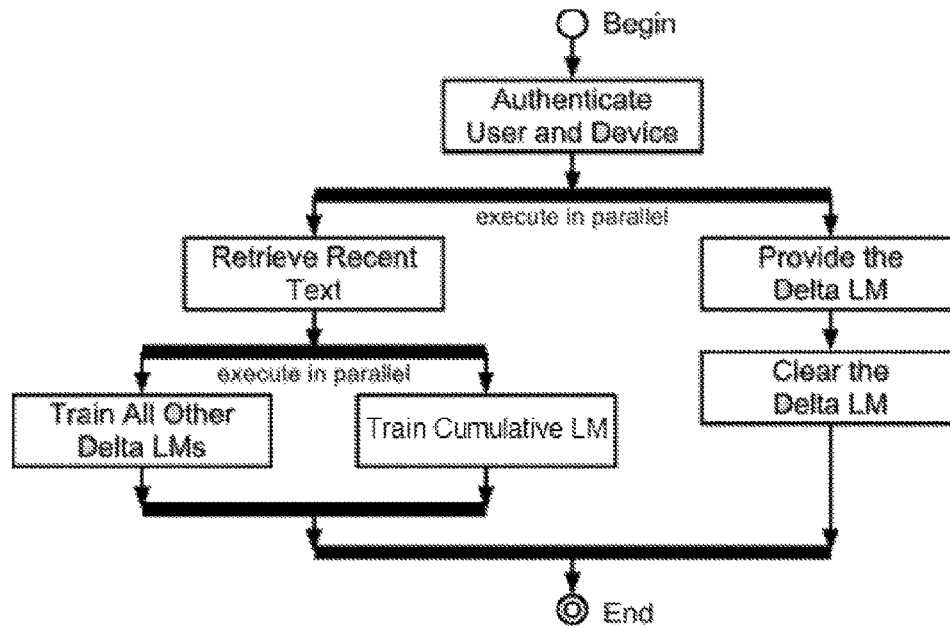 Begin
Authenticate
User and Device
execute in parallel
Retrieve Recent
Text
Provide the
Delta LM
execute in parallel
Clear the
Delta LM
Train All Other
Delta LMs
Train Cumulative LM
End